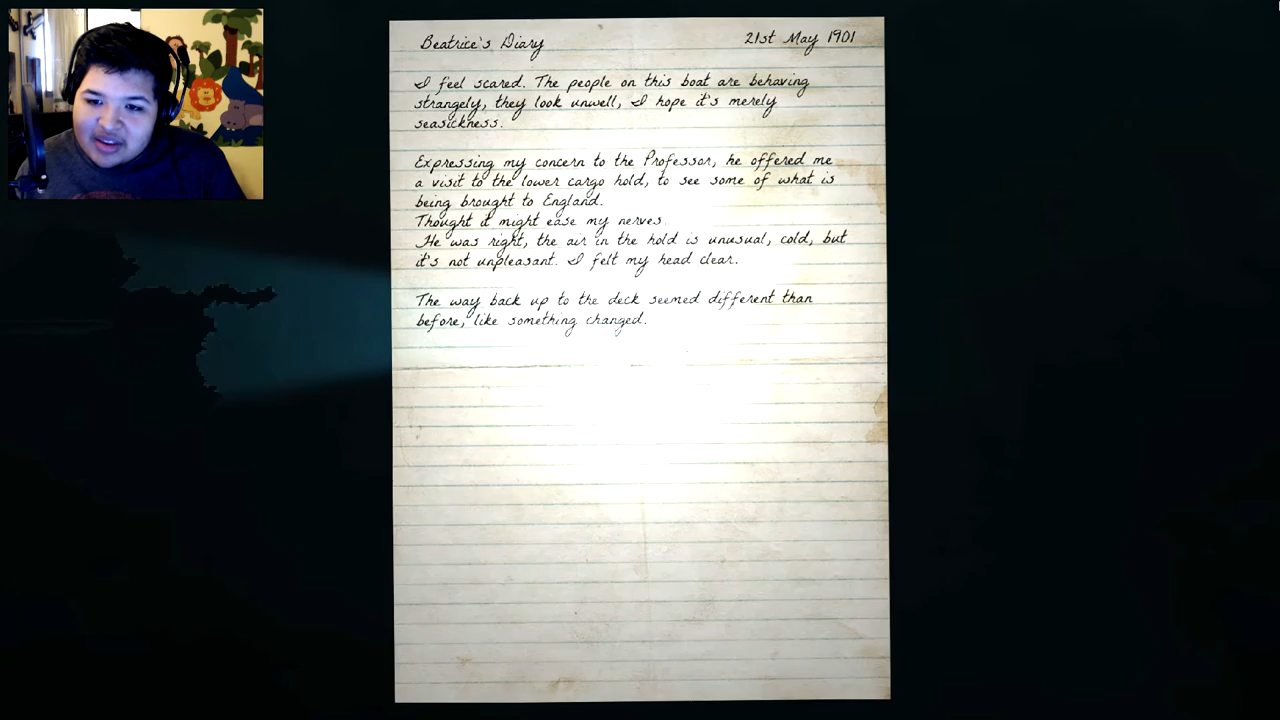 Beatrice's Diary
21st May 1901
I feel scared. The people on this boat are behaving
strangely, they look unwell, I hope it's merely
seasickness.
Expressing my concern to the Professor, he offered me
a visit to the lower cargo hold, to see some of what is
being brought to England.
Thought it might ease my nerves.
He was right, the air in the hold is unusual, cold, but
it's not unpleasant. I felt my head clear.
The way back up to the deck seemed different than
before, like something changed.